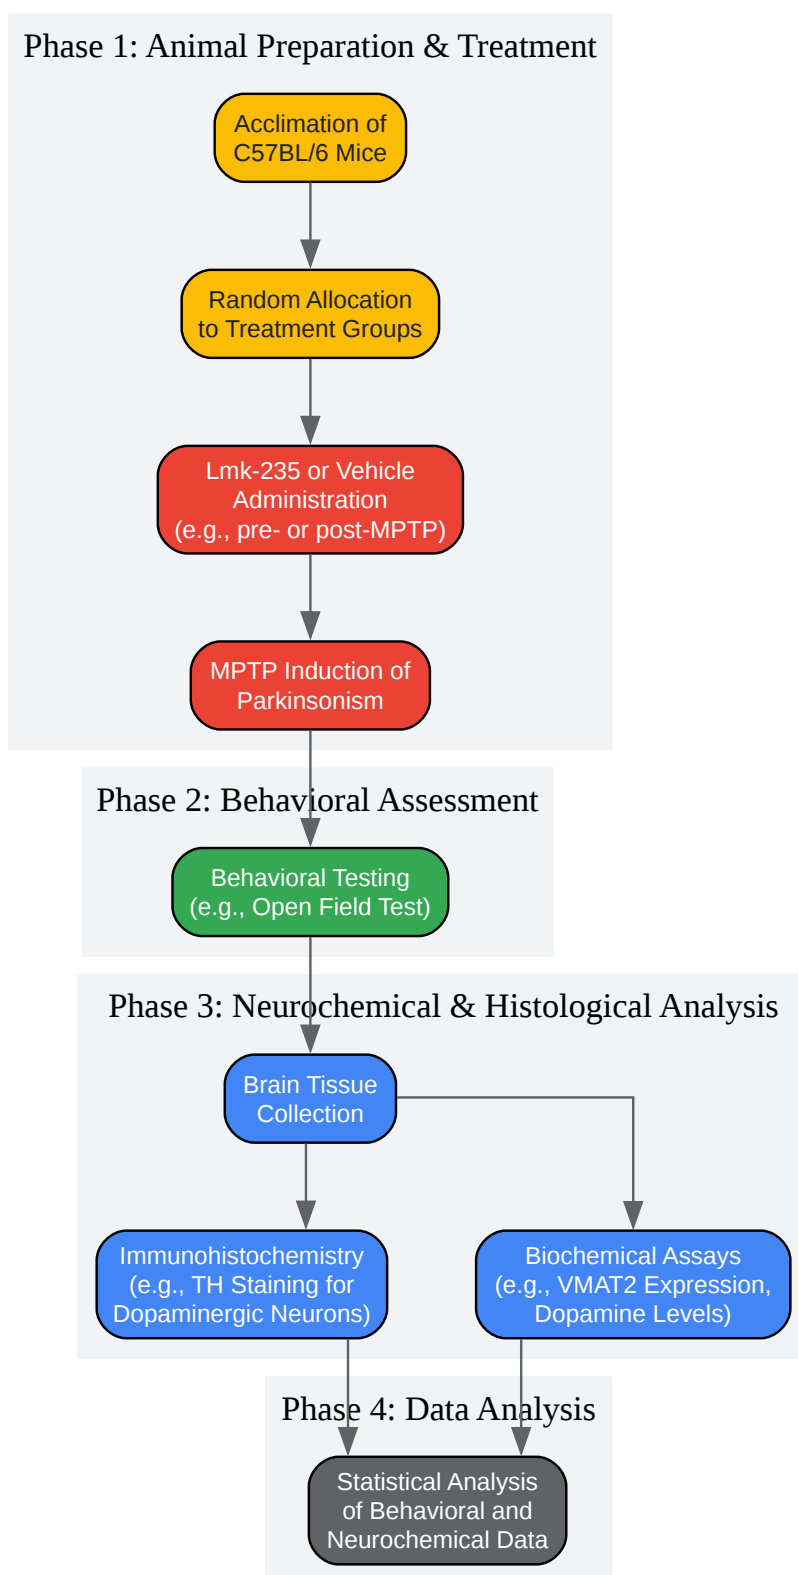 Phase 1: Animal Preparation & Treatment
Acclimation of
C57BL/6 Mice
Random Allocation
to Treatment Groups
Lmk-235 or Vehicle
Administration
(e.g., pre- or post-MPTP)
MPTP Induction of
Parkinsonism
Phase 2: Behavioral Assessment
Behavioral Testing
(e.g., Open Field Test)
Phase 3: Neurochemical & Histological Analysis
Brain Tissue
Collection
Immunohistochemistry
(e.g., TH Staining for
Dopaminergic Neurons)
Biochemical Assays
(e.g., VMAT2 Expression,
Dopamine Levels)
Phase 4: Data Analysis
Statistical Analysis
of Behavioral and
Neurochemical Data